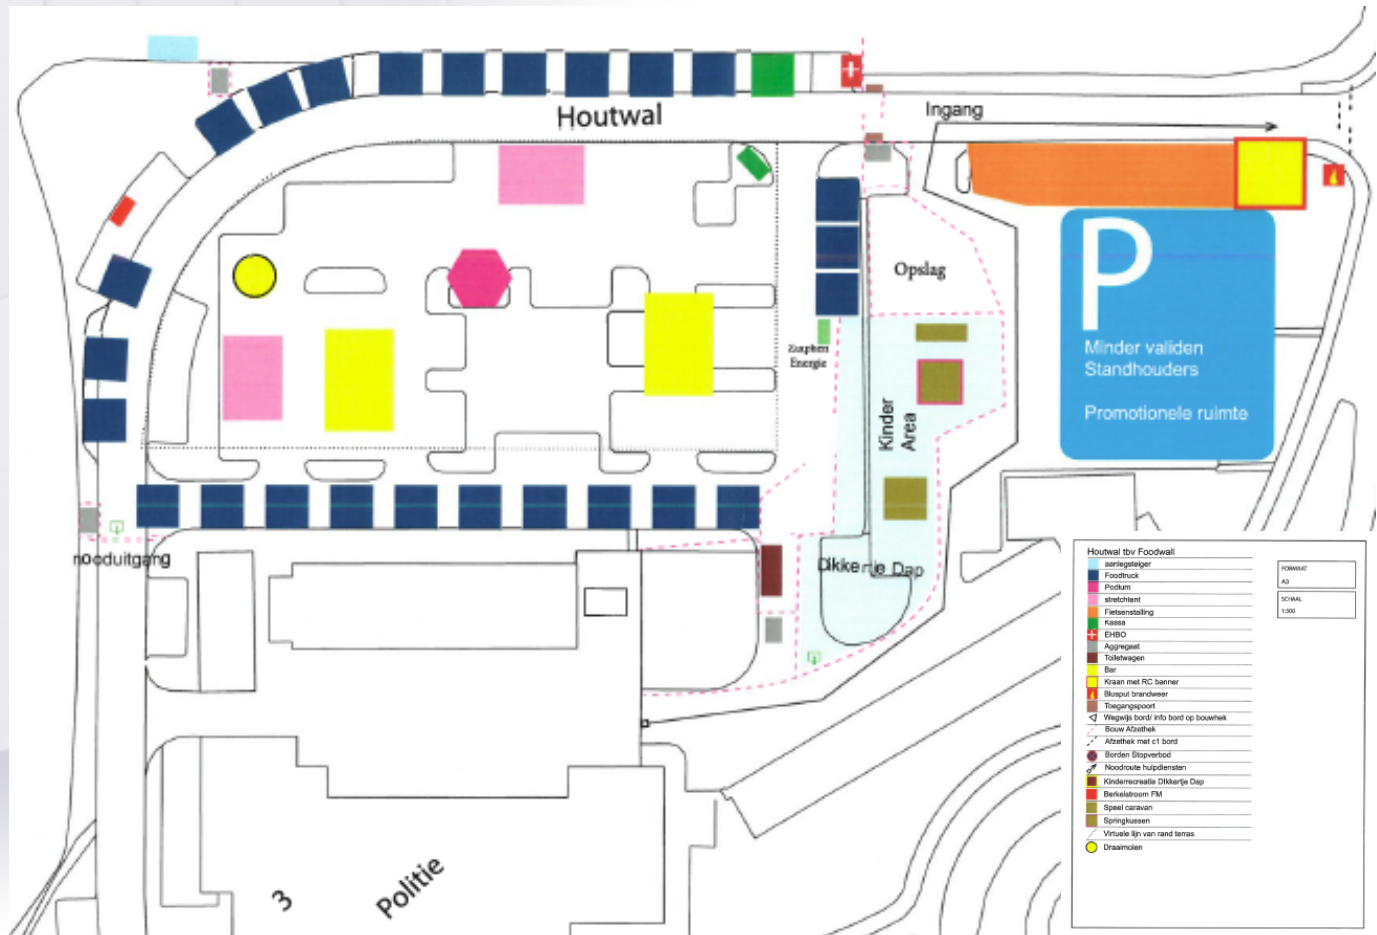 Houtwal
Ingang
Opslag
Zutphen
Energie
P
Minder validen
Standhouders
Promotionele ruimte
Kinder
Area
nooduitgang
Dikkertje Dap
3
Politie
Houtwal tbv Foodwall
aanlegsteiger
Foodtruck
Podium
stretchtent
Fietsenstalling
Kassa
EHBO
Aggregaat
Toiletwagen
Bar
Kraan met RC banner
Blusput brandweer
Toegangspoort
Wegwijs bord/ info bord op bouwhek
Bouw Afzethek
Afzethek met c1 bord
Borden Stopverbod
Noodroute hulpdiensten
Kinderrecreatie Dikkertje Dap
Berkelstroom FM
Speel caravan
Springkussen
Virtuele lijn van rand terras
Draaimolen
FORMAAT
A3
SCHAAL
1:500